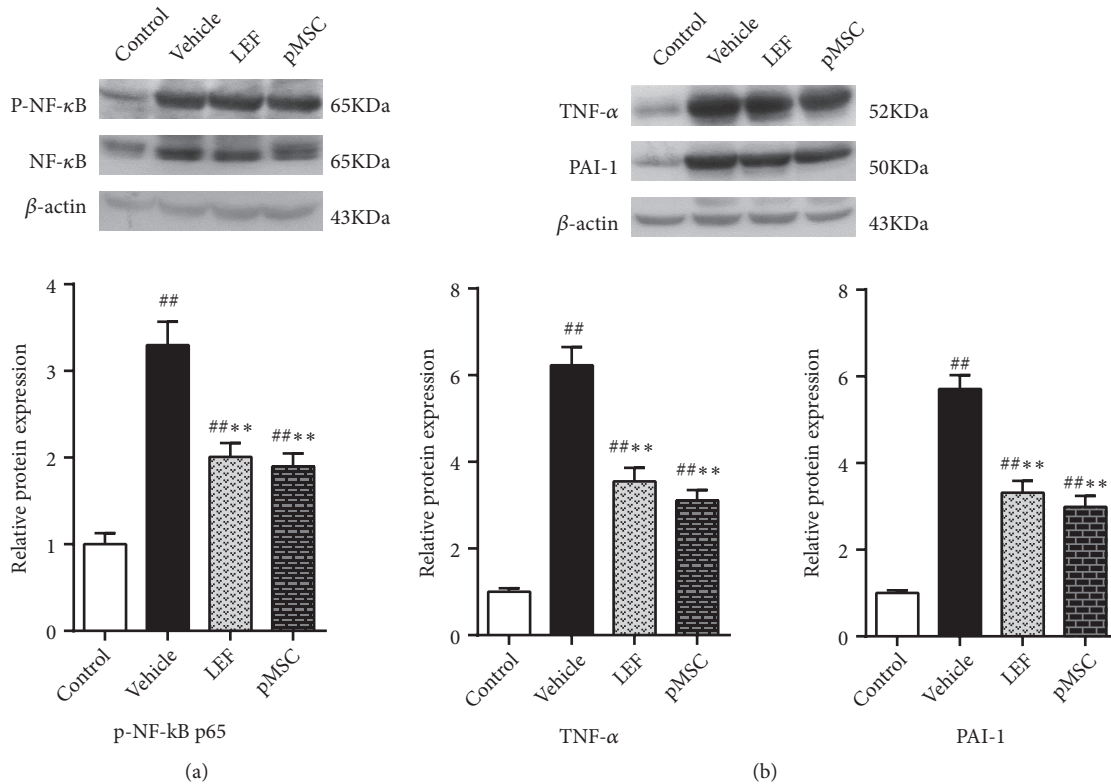 Control Vehicle LEF pMSC
P-NF-κB 65KDa
NF-κB 65KDa
β-actin 43KDa
Control Vehicle LEF pMSC
TNF-α 52KDa
PAI-1 50KDa
β-actin 43KDa
Relative protein expression
4
3
2
1
0
##
##**
##**
Control Vehicle LEF pMSC
p-NF-kB p65
(a)
Relative protein expression
8
6
4
2
0
##
##**
##**
Control Vehicle LEF pMSC
TNF-α
Relative protein expression
8
6
4
2
0
##
##**
##**
Control Vehicle LEF pMSC
PAI-1
(b)